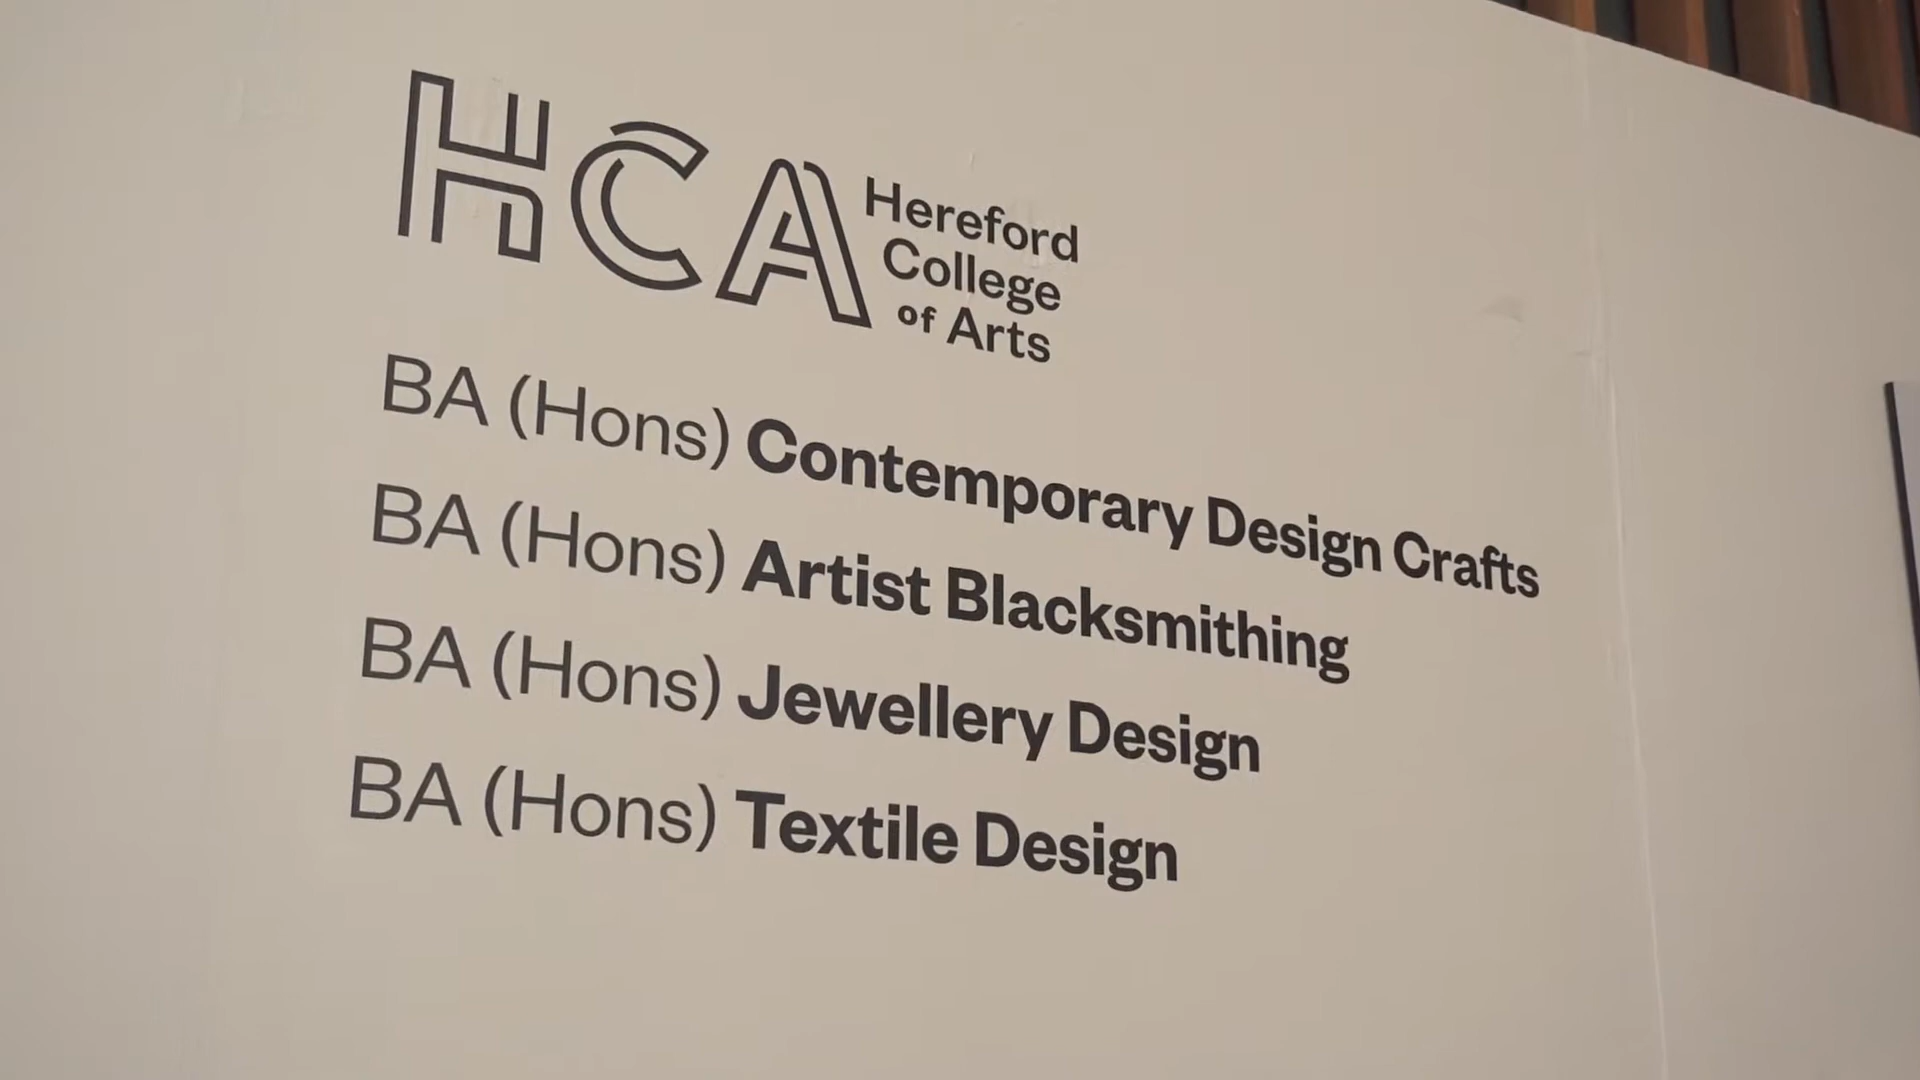 HCA
Hereford
College
of Arts
BA (Hons) Contemporary Design Crafts
BA (Hons) Artist Blacksmithing
BA (Hons) Jewellery Design
BA (Hons) Textile Design